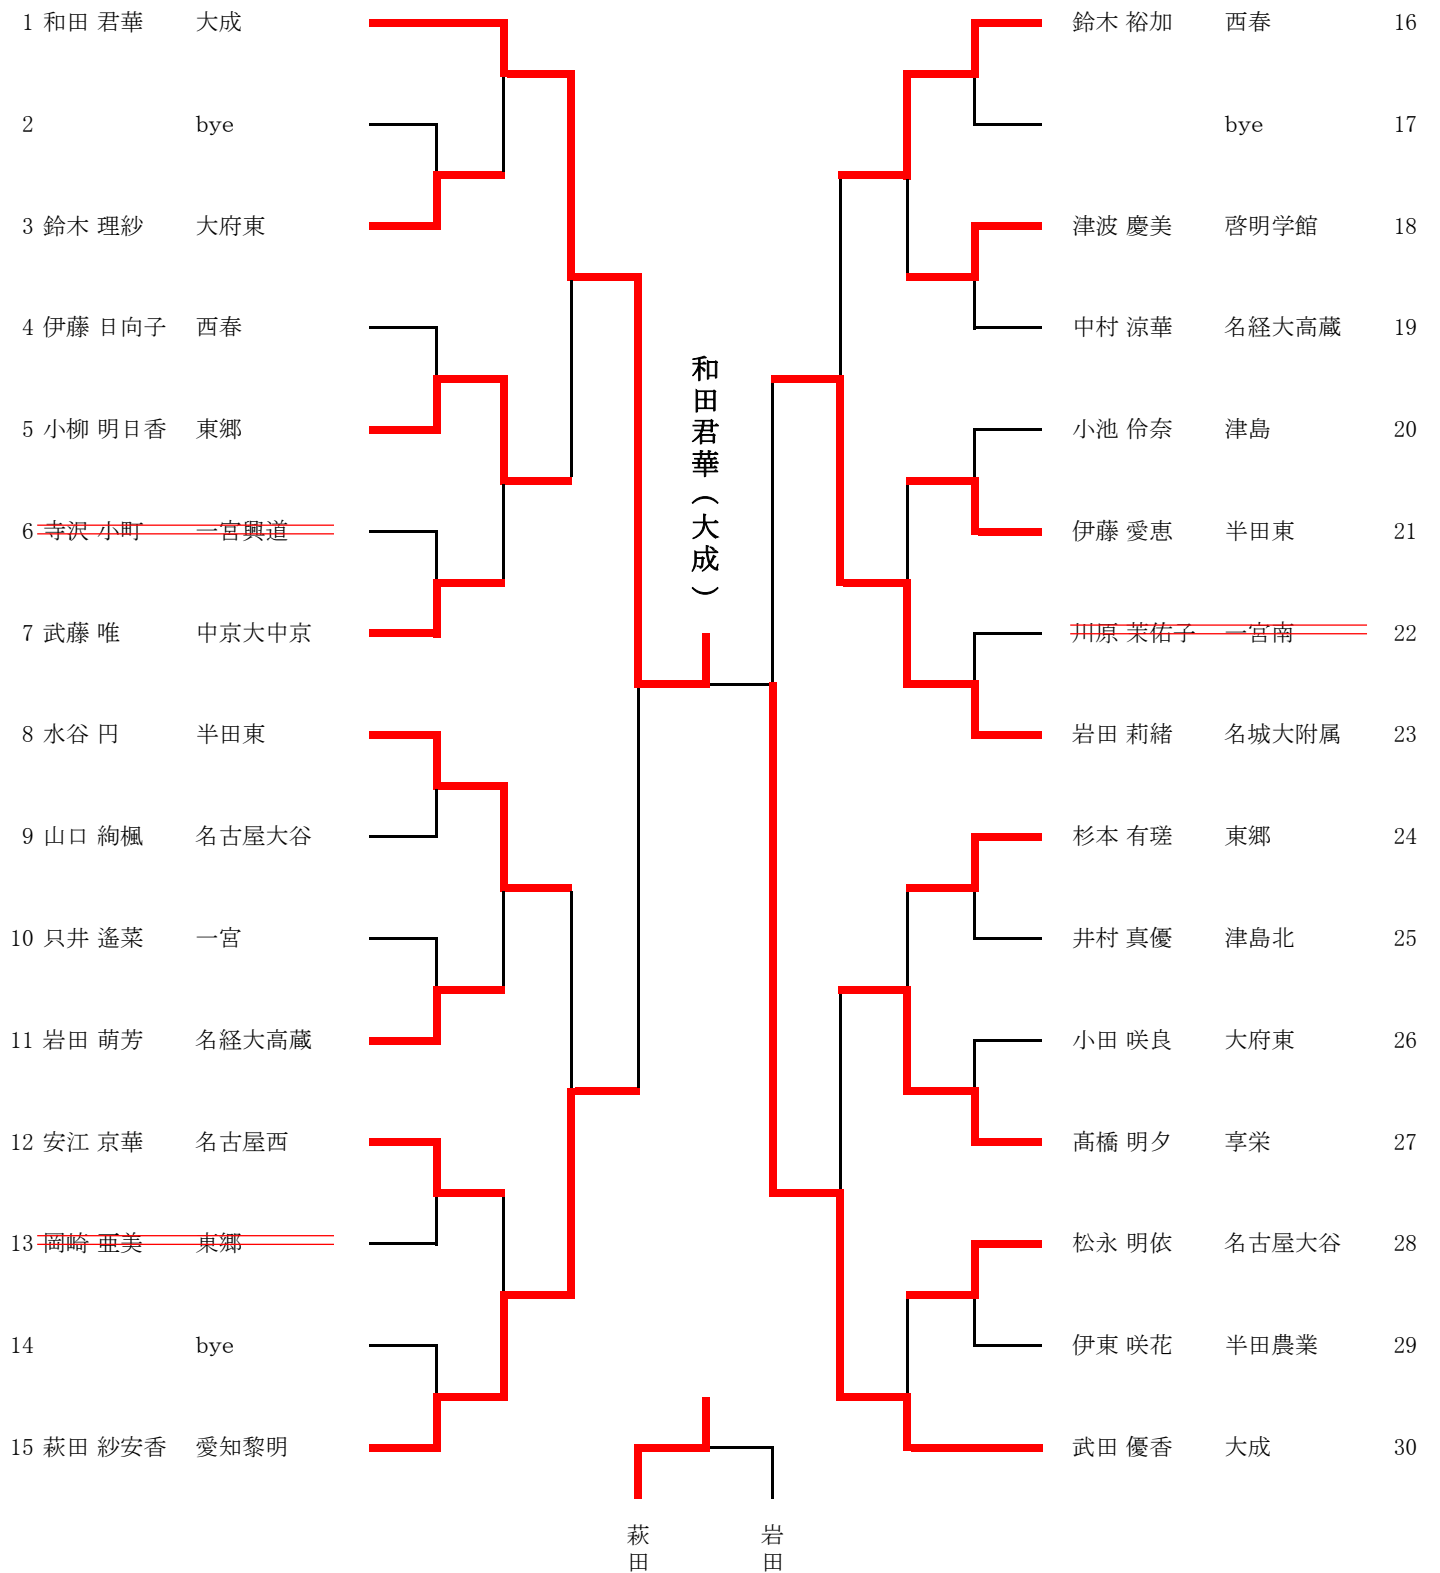 1 和田 君華 大成
2 bye
3 鈴木 理紗 大府東
4 伊藤 日向子 西春
5 小柳 明日香 東郷
6 寺沢 小町 一宮興道
7 武藤 唯 中京大中京
8 水谷 円 半田東
9 山口 絢楓 名古屋大谷
10 只井 遙菜 一宮
11 岩田 萌芳 名経大高蔵
12 安江 京華 名古屋西
13 岡崎 亜美 東郷
14 bye
15 萩田 紗安香 愛知黎明
和田君華(大成)
鈴木 裕加 西春 16
bye 17
津波 慶美 啓明学館 18
中村 涼華 名経大高蔵 19
小池 伶奈 津島 20
伊藤 愛恵 半田東 21
川原 茉佑子 一宮南 22
岩田 莉緒 名城大附属 23
杉本 有瑳 東郷 24
井村 真優 津島北 25
小田 咲良 大府東 26
髙橋 明夕 享栄 27
松永 明依 名古屋大谷 28
伊東 咲花 半田農業 29
武田 優香 大成 30
萩田
岩田